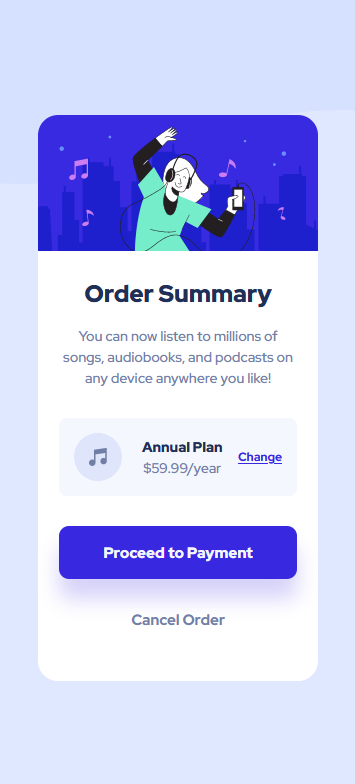 Order Summary
You can now listen to millions of
songs, audiobooks, and podcasts on
any device anywhere you like!
Annual Plan
$59.99/year
Change
Proceed to Payment
Cancel Order